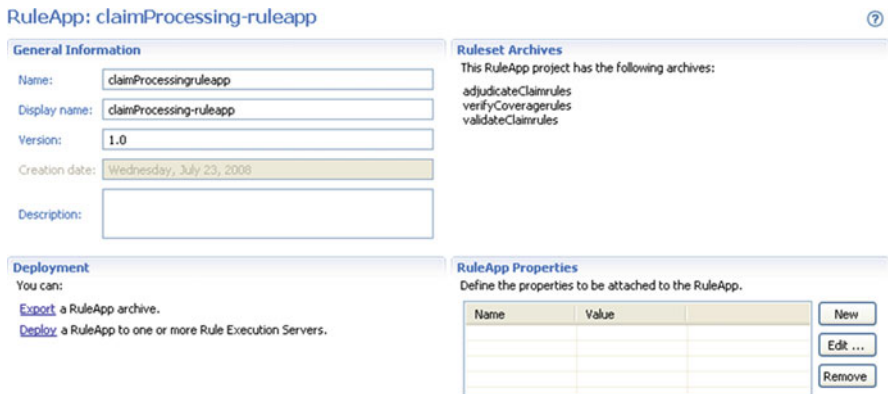 RuleApp: claimProcessing-ruleapp
General Information
Name: claimProcessingruleapp
Display name: claimProcessing-ruleapp
Version: 1.0
Creation date: Wednesday, July 23, 2008
Description:
Ruleset Archives
This RuleApp project has the following archives:
adjudicateClaimrules
verifyCoveragerules
validateClaimrules
Deployment
You can:
Export a RuleApp archive.
Deploy a RuleApp to one or more Rule Execution Servers.
RuleApp Properties
Define the properties to be attached to the RuleApp.
Name Value
New
Edit ...
Remove